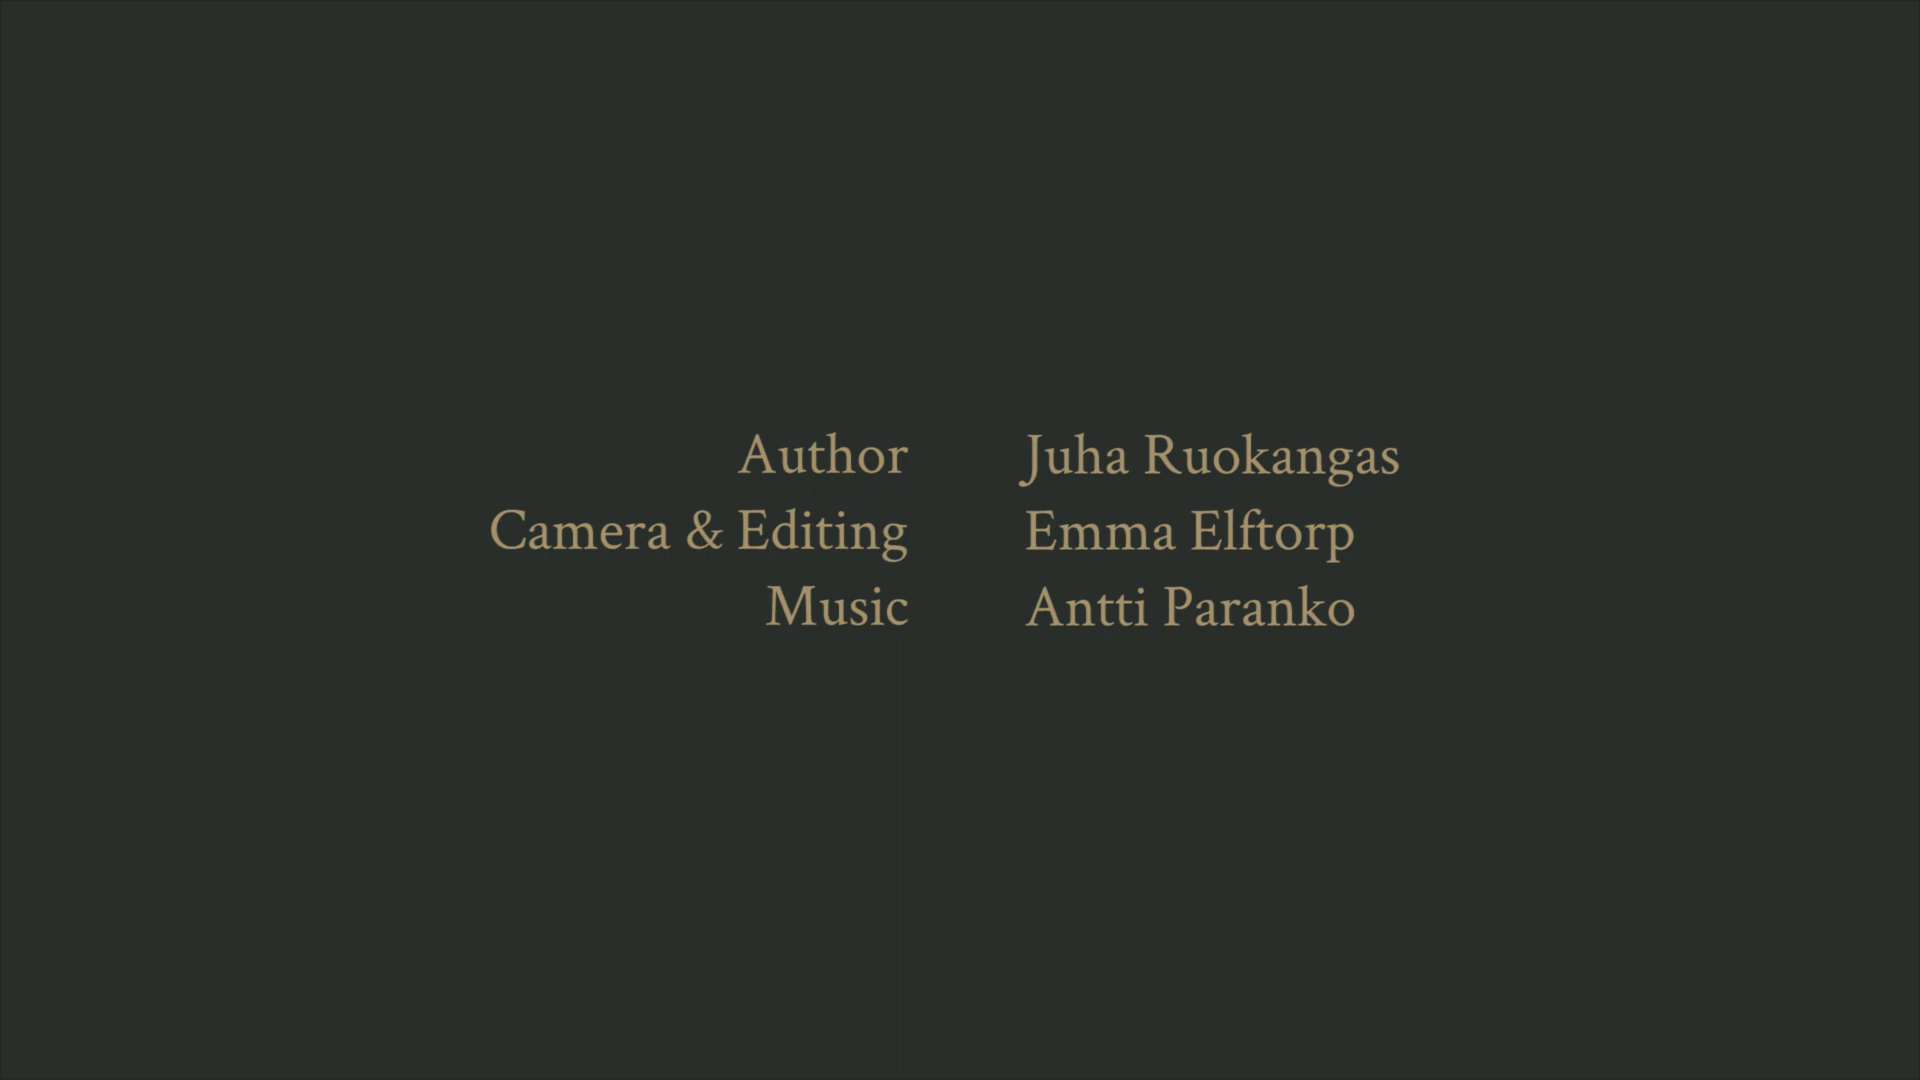 Author Juha Ruokangas
Camera & Editing Emma Elftorp
Music Antti Paranko